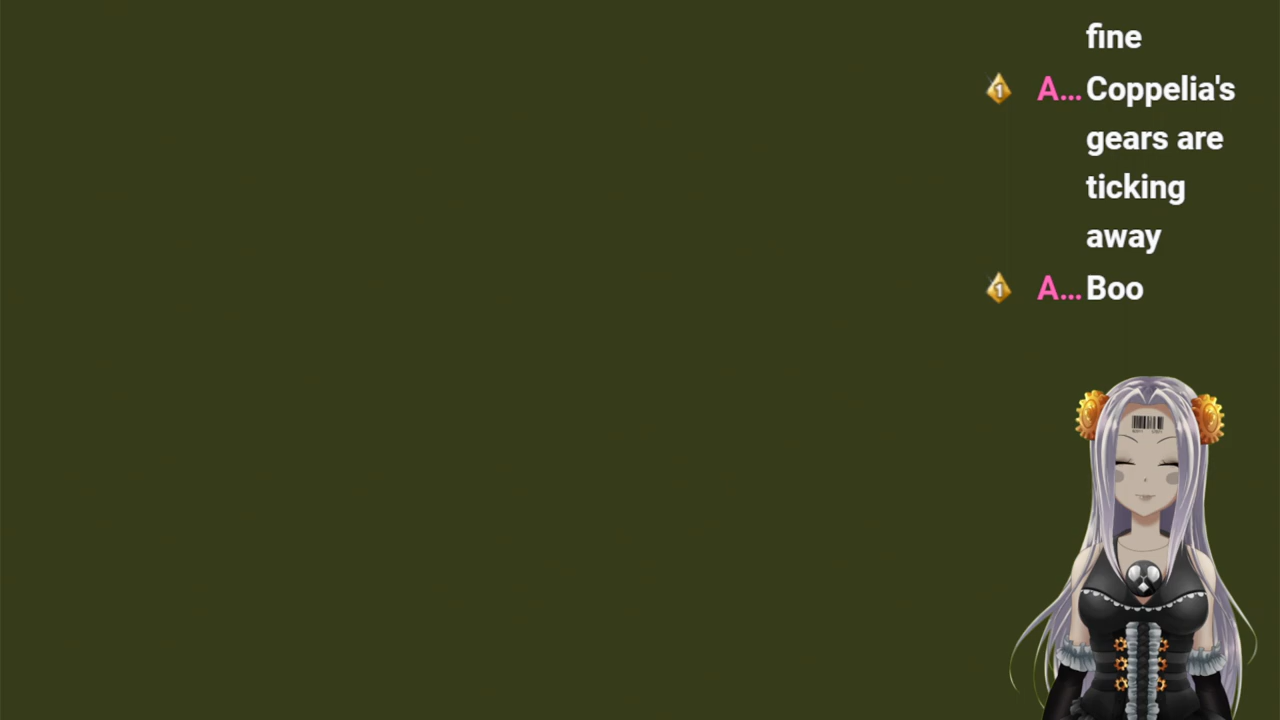 fine
A... Coppelia's
gears are
ticking
away
A... Boo